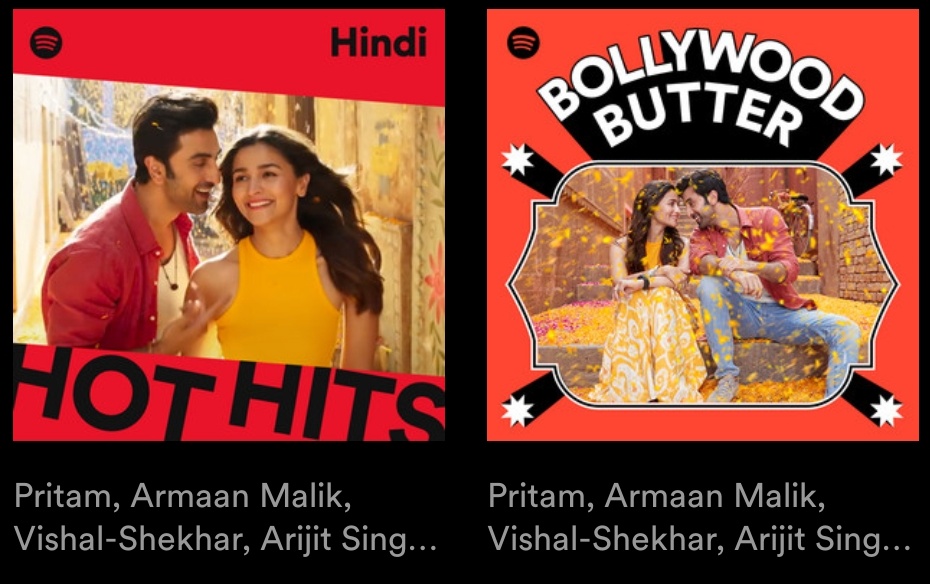 Hindi
HOT HITS
Pritam, Armaan Malik,
Vishal-Shekhar, Arijit Sing...
BOLLYWOOD
BUTTER
Pritam, Armaan Malik,
Vishal-Shekhar, Arijit Sing...